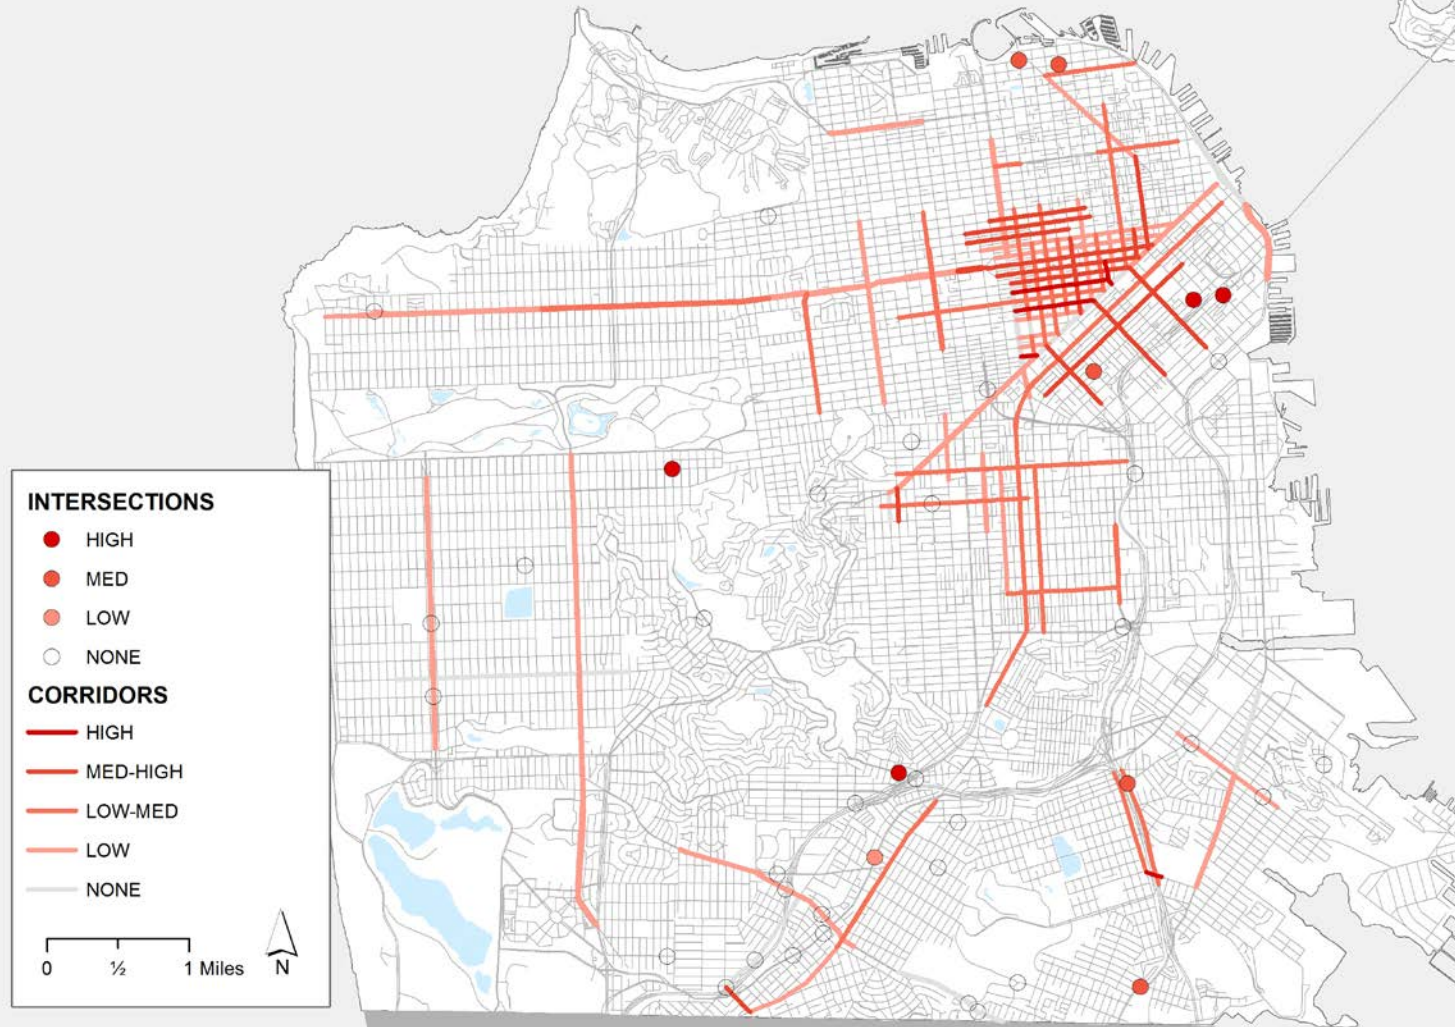 INTERSECTIONS
HIGH
MED
LOW
NONE
CORRIDORS
HIGH
MED-HIGH
LOW-MED
LOW
NONE
0 ½ 1 Miles N